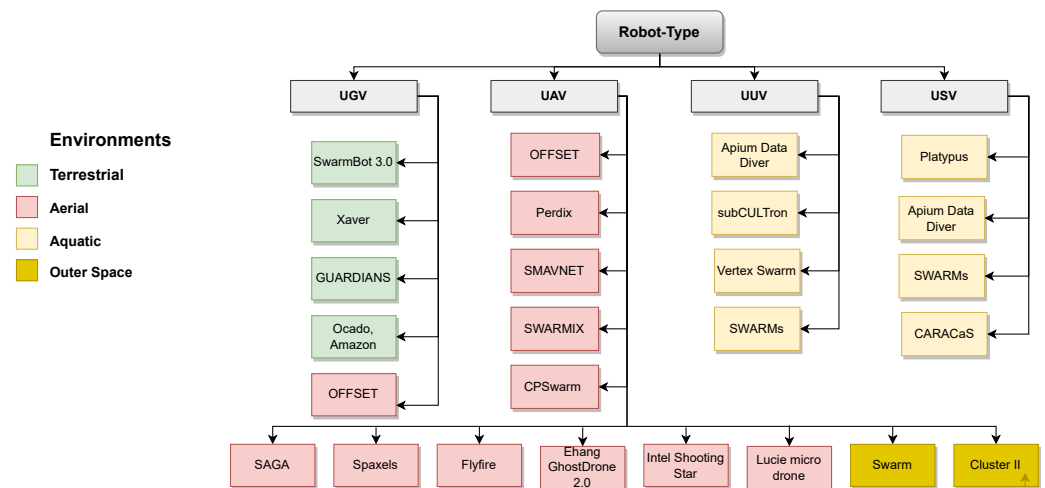 Robot-Type
UGV
UAV
UUV
USV
Environments
Terrestrial
Aerial
Aquatic
Outer Space
SwarmBot 3.0
Xaver
GUARDIANS
Ocado,
Amazon
OFFSET
OFFSET
Perdix
SMAVNET
SWARMIX
CPSwarm
Apium Data
Diver
subCULTron
Vertex Swarm
SWARMs
Platypus
Apium Data
Diver
SWARMs
CARACaS
SAGA
Spaxels
Flyfire
Ehang
GhostDrone
2.0
Intel Shooting
Star
Lucie micro
drone
Swarm
Cluster II